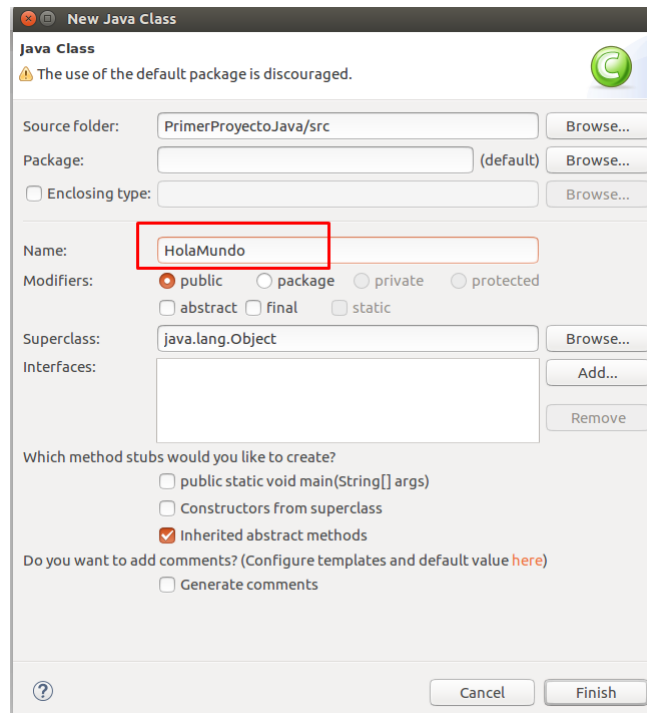 New Java Class
Java Class
The use of the default package is discouraged.
Source folder: PrimerProyectoJava/src Browse...
Package: (default) Browse...
Enclosing type: Browse...
Name: HolaMundo
Modifiers: public package private protected
abstract final static
Superclass: java.lang.Object Browse...
Interfaces: Add...
Remove
Which method stubs would you like to create?
public static void main(String[] args)
Constructors from superclass
Inherited abstract methods
Do you want to add comments? (Configure templates and default value here)
Generate comments
? Cancel Finish